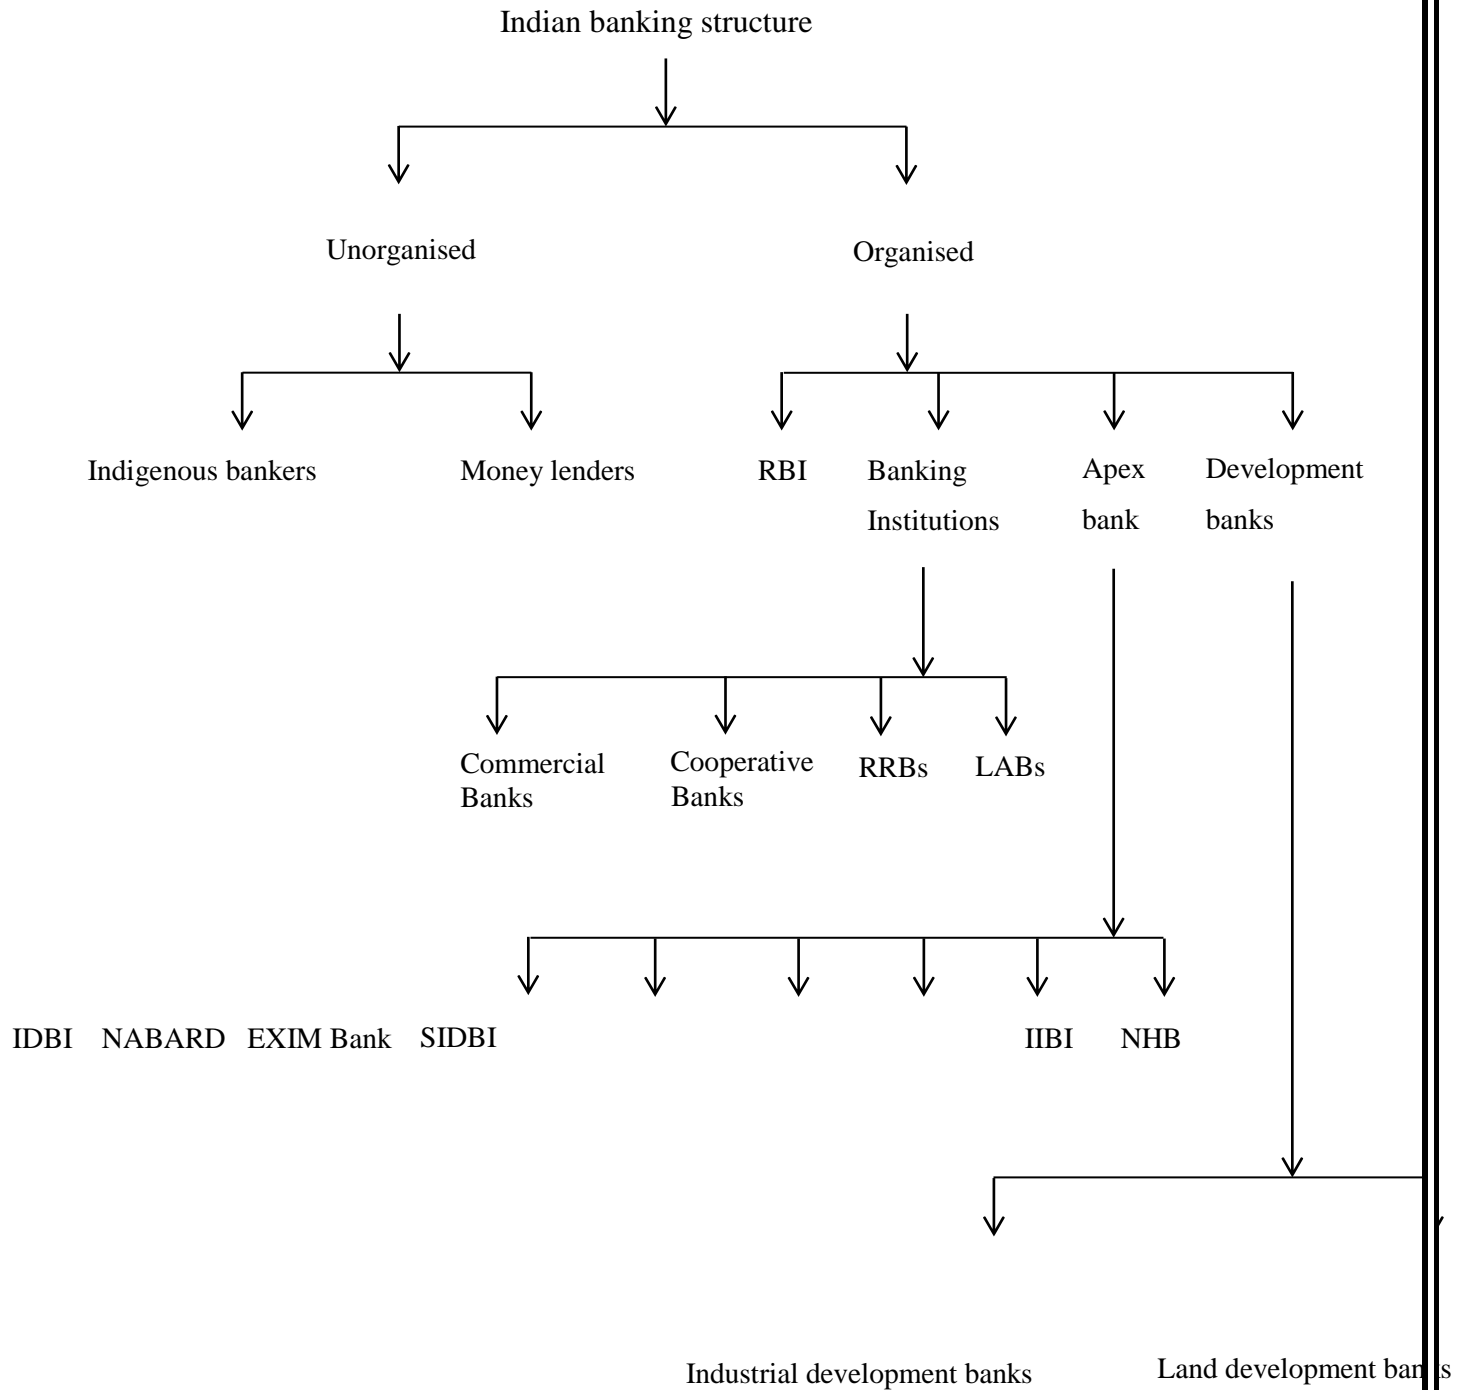 Indian banking structure
Unorganised
Organised
Indigenous bankers
Money lenders
RBI
Banking
Institutions
Apex
bank
Development
banks
Commercial
Banks
Cooperative
Banks
RRBs
LABs
IDBI
NABARD
EXIM Bank
SIDBI
IIBI
NHB
Industrial development banks
Land development banks